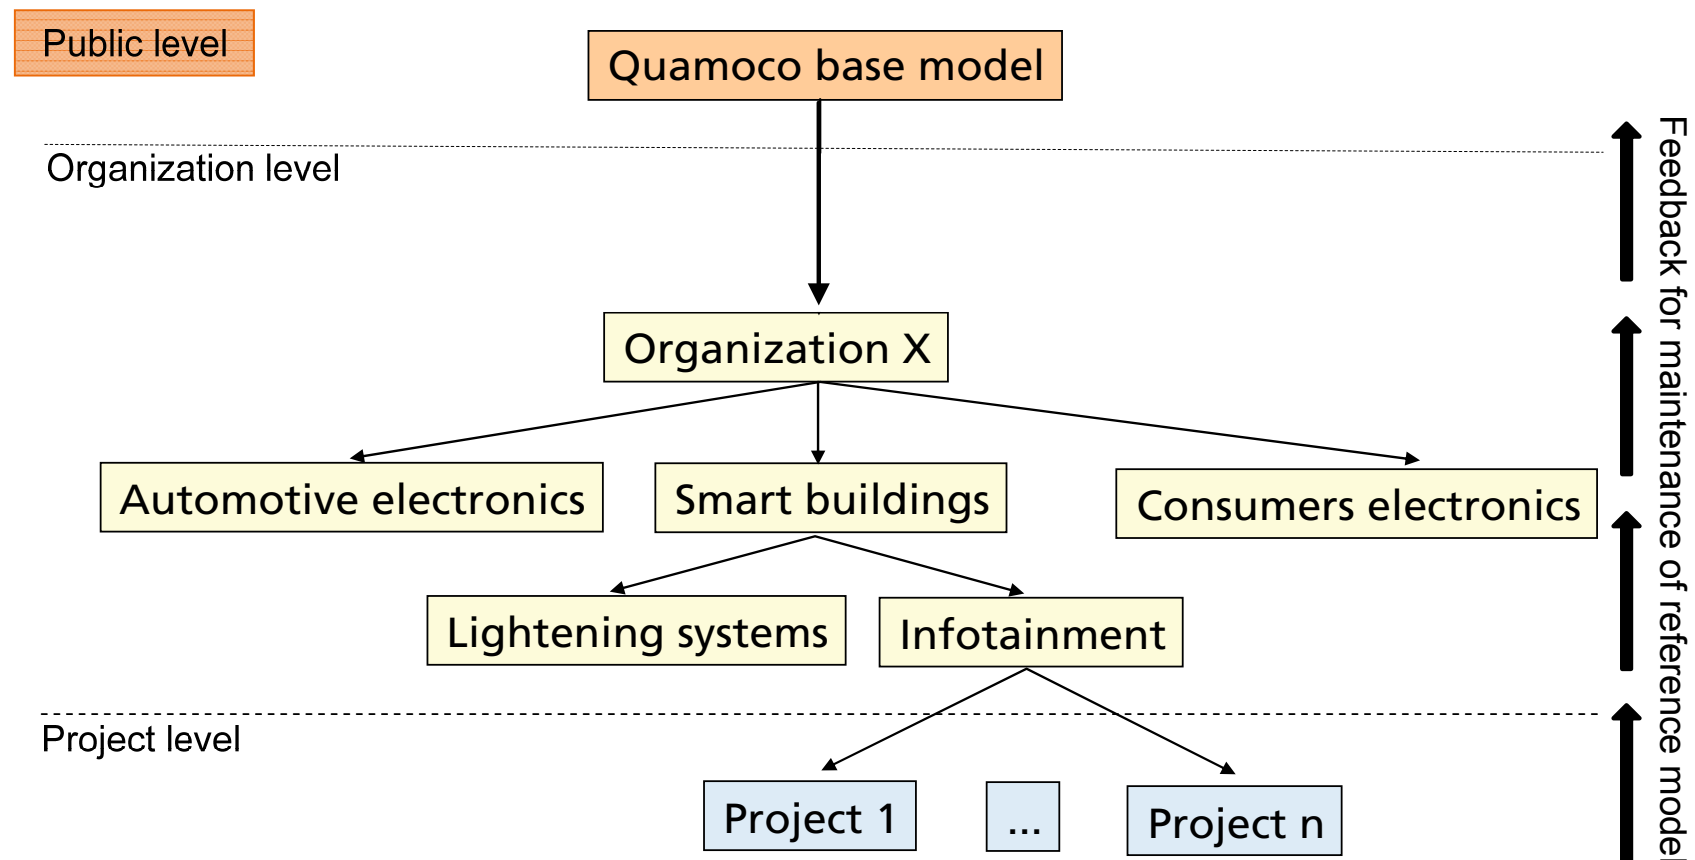 Public level
Quamoco base model
Organization level
Organization X
Automotive electronics
Smart buildings
Consumers electronics
Lightening systems
Infotainment
Project level
Project 1
...
Project n
Feedback for maintenance of reference model